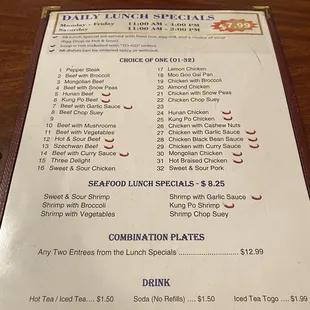 DAILY LUNCH SPECIALS
Monday - Friday 11:00 AM - 3:00 PM
Saturday 11:00 AM - 3:00 PM
$7.99
CHOICE OF ONE (01-32)
1 Pepper Steak
2 Beef with Broccoli
3 Mongolian Beef
4 Beef with Snow Peas
5 Hunan Beef
6 Kung Po Beef
7 Beef with Garlic Sauce
8 Beef Chop Suey
9
10 Beef with Mushrooms
11 Beef with Vegetables
12 Hot & Sour Beef
13 Szechwan Beef
14 Beef with Curry Sauce
15 Three Delight
16 Sweet & Sour Chicken
17 Lemon Chicken
18 Moo Goo Gai Pan
19 Chicken with Broccoli
20 Almond Chicken
21 Chicken with Snow Peas
22 Chicken Chop Suey
23
24 Hunan Chicken
25 Kung Po Chicken
26 Chicken with Cashew Nuts
27 Chicken with Garlic Sauce
28 Chicken Black Bean Sauce
29 Chicken with Curry Sauce
30 Mongolian Chicken
31 Hot Braised Chicken
32 Sweet & Sour Pork
SEAFOOD LUNCH SPECIALS - $ 8.25
Sweet & Sour Shrimp
Shrimp with Broccoli
Shrimp with Vegetables
Shrimp with Garlic Sauce
Kung Po Shrimp
Shrimp Chop Suey
COMBINATION PLATES
Any Two Entrees from the Lunch Specials ........................ $12.99
DRINK
Hot Tea / Iced Tea.... $1.50 Soda (No Refills) .... $1.50 Iced Tea Togo .... $1.99